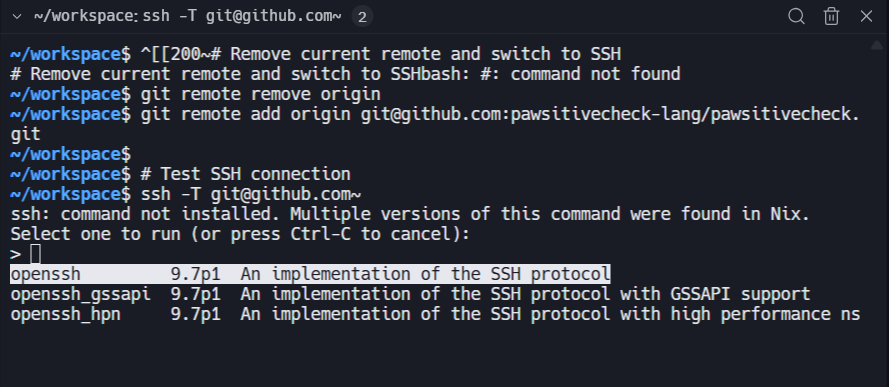 ~/workspace: ssh -T git@github.com~ 2
~/workspace$ ^[[200~# Remove current remote and switch to SSH
# Remove current remote and switch to SSHbash: #: command not found
~/workspace$ git remote remove origin
~/workspace$ git remote add origin git@github.com:pawsitivecheck-lang/pawsitivecheck.
git
~/workspace$
~/workspace$ # Test SSH connection
~/workspace$ ssh -T git@github.com~
ssh: command not installed. Multiple versions of this command were found in Nix.
Select one to run (or press Ctrl-C to cancel):
>
openssh 9.7p1 An implementation of the SSH protocol
openssh_gssapi 9.7p1 An implementation of the SSH protocol with GSSAPI support
openssh_hpn 9.7p1 An implementation of the SSH protocol with high performance ns